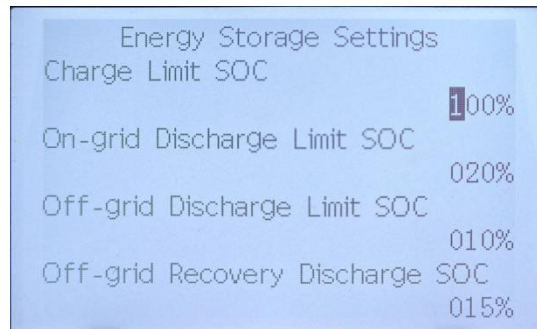 Energy Storage Settings
Charge Limit SOC
100%
On-grid Discharge Limit SOC
020%
Off-grid Discharge Limit SOC
010%
Off-grid Recovery Discharge SOC
015%